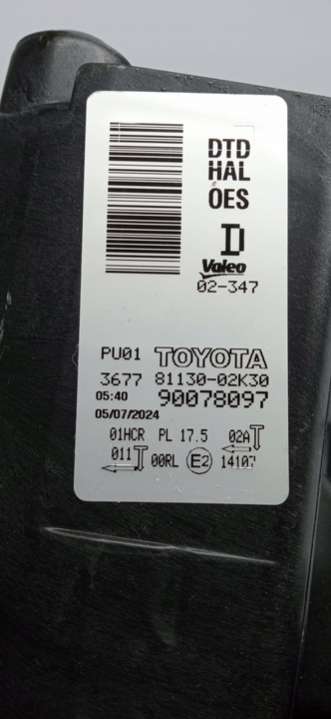 DTD
HAL
OES
D
Valeo
02-347
PU01 TOYOTA
3677 81130-02K30
05:40 90078097
05/07/2024
01HCR PL 17.5 02A
011 00RL E2 14107